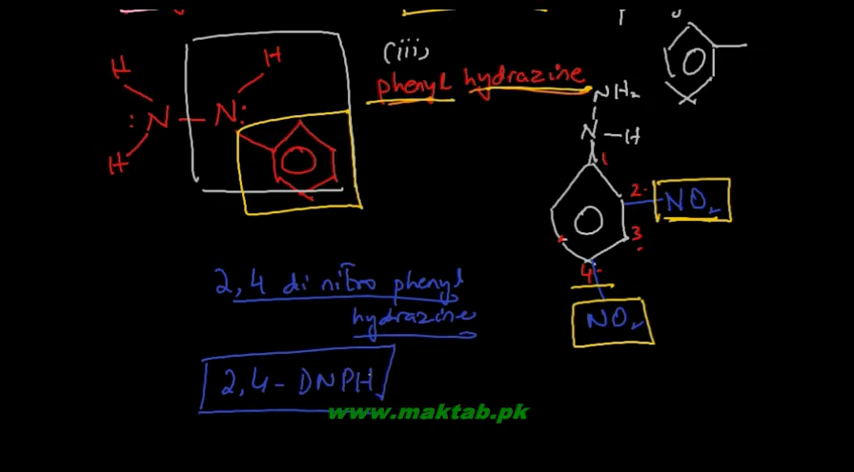 (iii)
phenyl hydrazine
H
H
: N - N :
H
NH₂
N - H
1
2.
NO₂
3
4.
NO₂
2,4 di nitro phenyl
hydrazine
2,4 - DNPH
www.maktab.pk